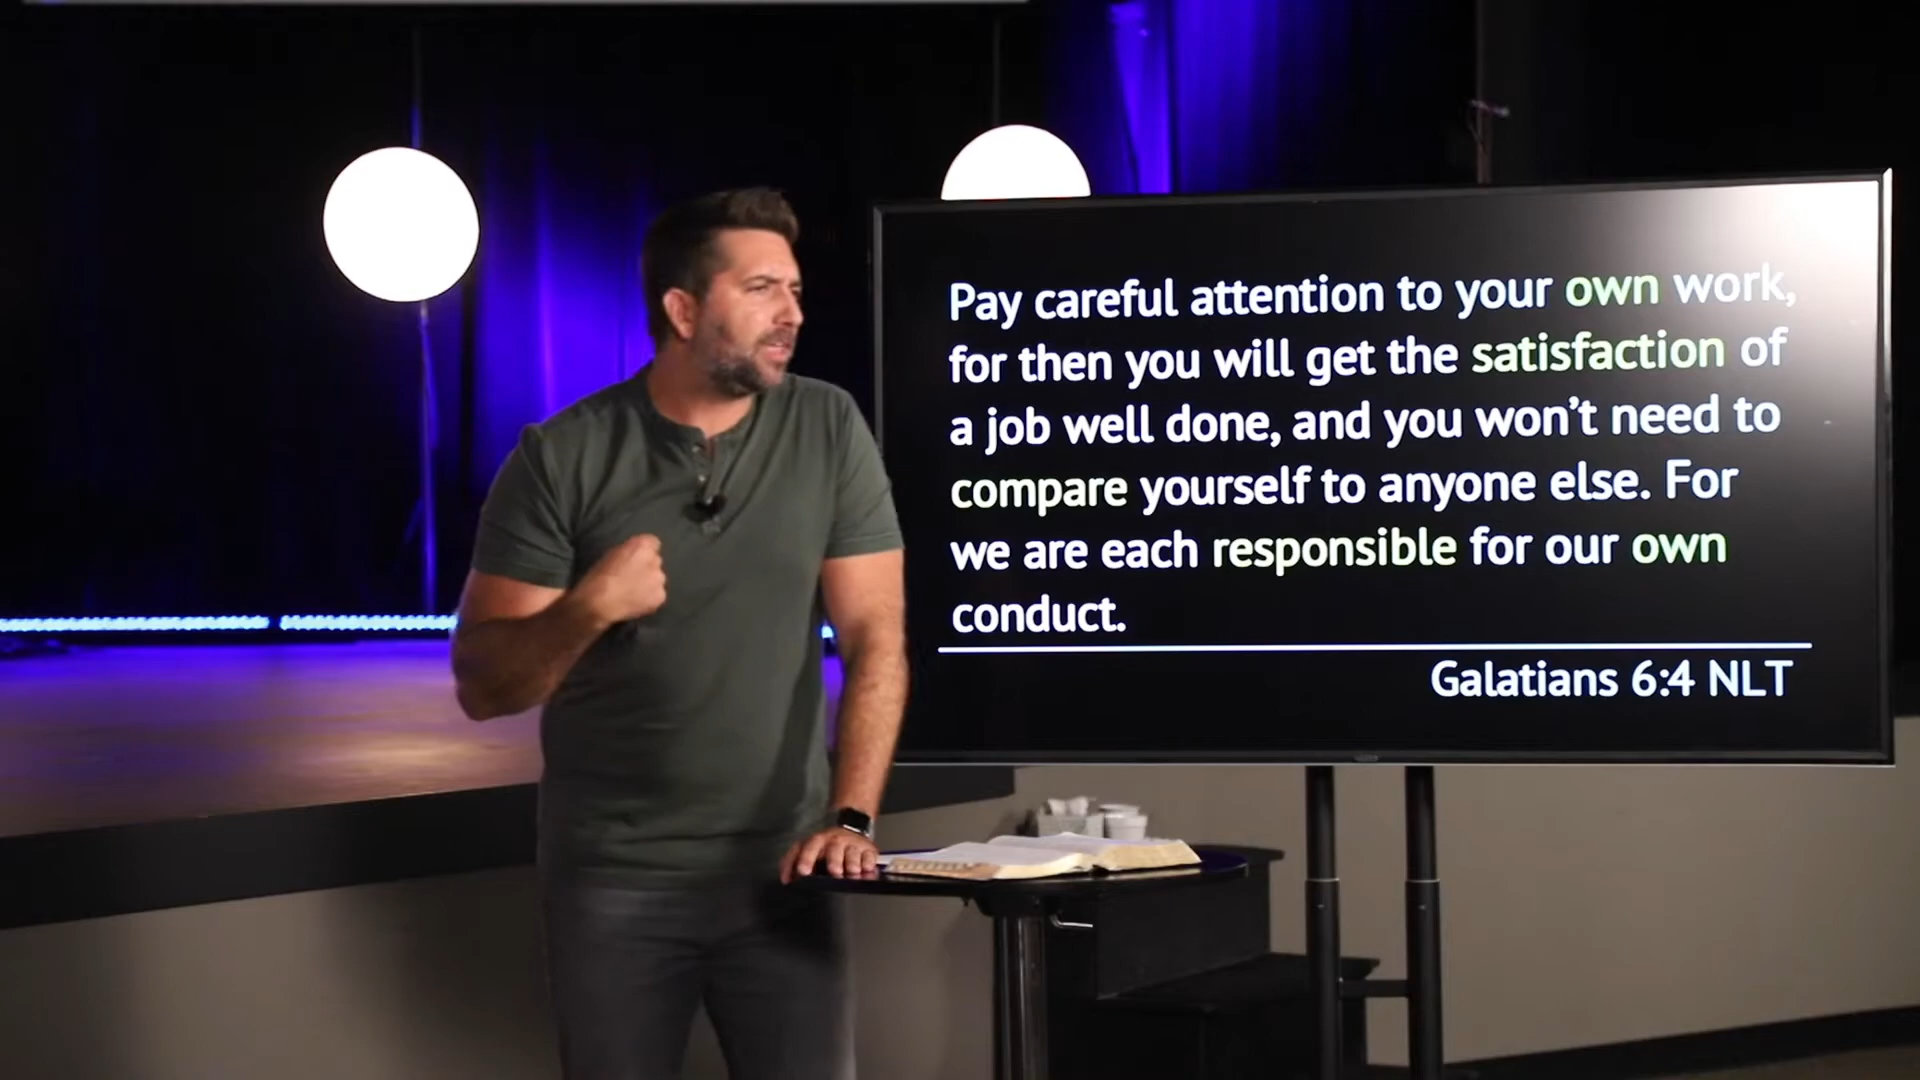 Pay careful attention to your own work,
for then you will get the satisfaction of
a job well done, and you won’t need to
compare yourself to anyone else. For
we are each responsible for our own
conduct.
Galatians 6:4 NLT